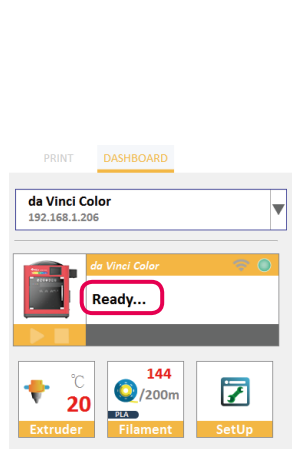 PRINT DASHBOARD
da Vinci Color
192.168.1.206
da Vinci Color
Ready...
°C
20
Extruder
144
/200m
PLA
Filament
SetUp